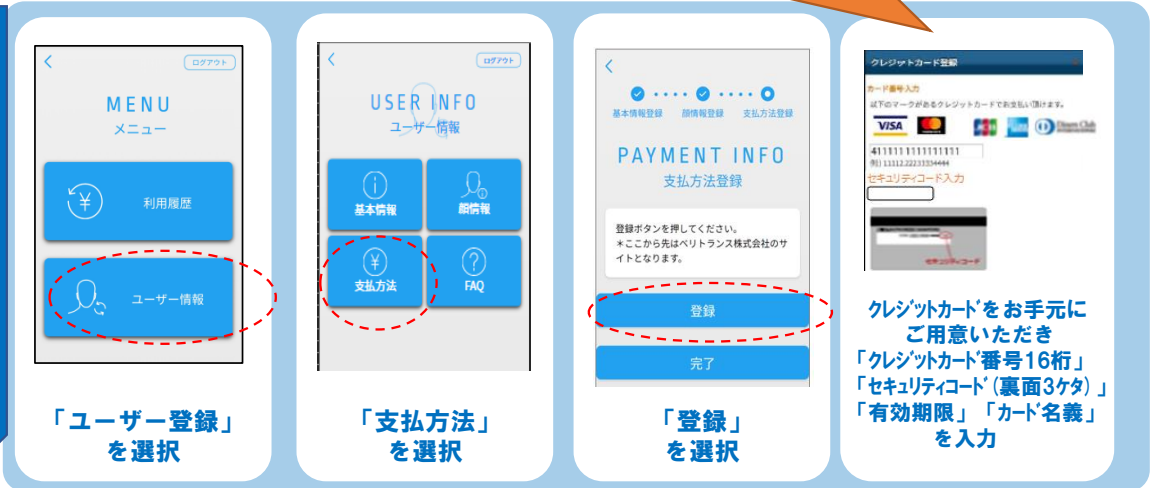 ログアウト
MENU
メニュー
利用履歴
ユーザー情報
「ユーザー登録」
を選択
ログアウト
USER INFO
ユーザー情報
基本情報
顔情報
支払方法
FAQ
「支払方法」
を選択
基本情報登録 顔情報登録 支払方法登録
PAYMENT INFO
支払方法登録
登録ボタンを押してください。
*ここから先はベリトランス株式会社のサ
イトとなります。
登録
完了
「登録」
を選択
クレジットカード登録
カード番号入力
以下のマークがあるクレジットカードでお支払い頂けます。
VISA JCB Diners Club
4111111111111111
例) 1111222233334444
セキュリティコード入力
セキュリティコード
クレジットカードをお手元に
ご用意いただき
「クレジットカード番号16桁」
「セキュリティコード(裏面3ケタ)」
「有効期限」「カード名義」
を入力